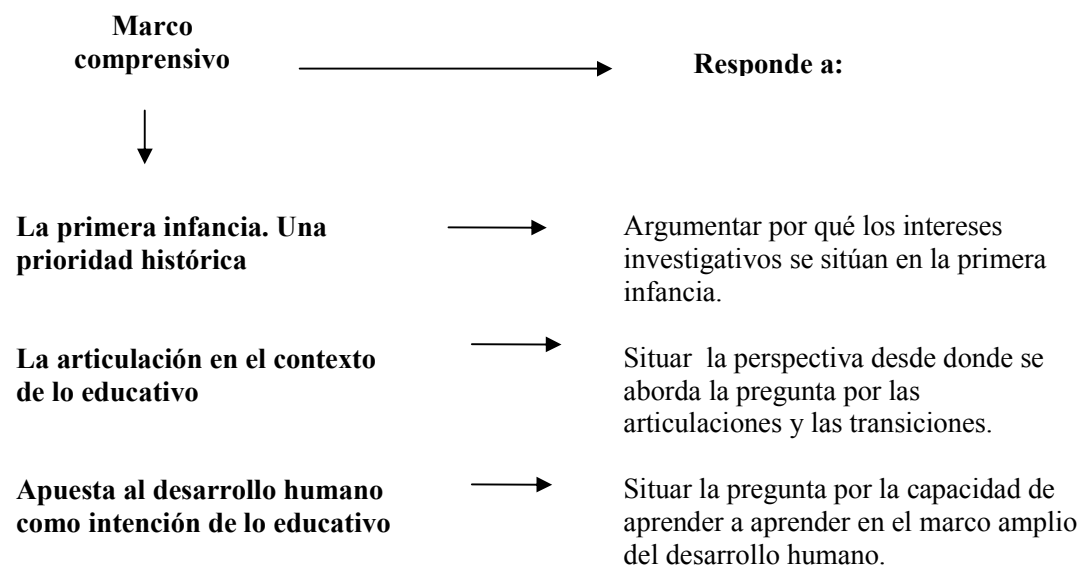 Marco
comprensivo
Responde a:
La primera infancia. Una
prioridad histórica
Argumentar por qué los intereses
investigativos se sitúan en la primera
infancia.
La articulación en el contexto
de lo educativo
Situar la perspectiva desde donde se
aborda la pregunta por las
articulaciones y las transiciones.
Apuesta al desarrollo humano
como intención de lo educativo
Situar la pregunta por la capacidad de
aprender a aprender en el marco amplio
del desarrollo humano.